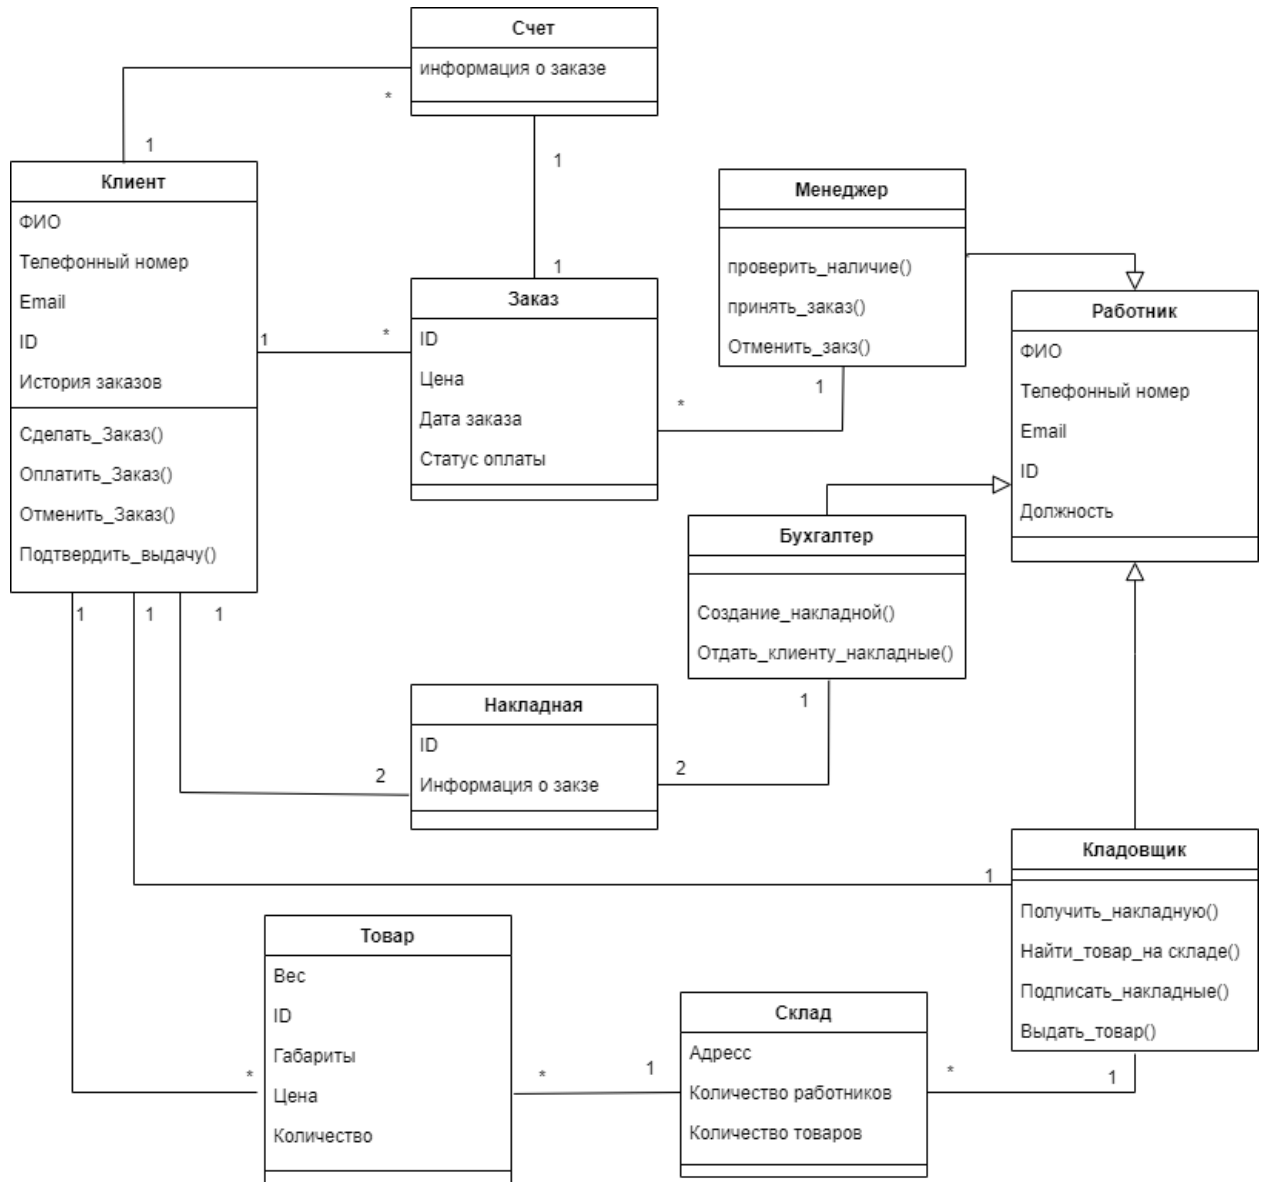 Счет
информация о заказе
*
1
1
1
Клиент
ФИО
Телефонный номер
Email
ID
История заказов
Сделать_Заказ()
Оплатить_Заказ()
Отменить_Заказ()
Подтвердить_выдачу()
1
*
Заказ
ID
Цена
Дата заказа
Статус оплаты
*
1
Менеджер
проверить_наличие()
принять_заказ()
Отменить_закз()
Работник
ФИО
Телефонный номер
Email
ID
Должность
Бухгалтер
Создание_накладной()
Отдать_клиенту_накладные()
1
1
1
1
2
2
Накладная
ID
Информация о закзе
1
Кладовщик
Получить_накладную()
Найти_товар_на складе()
Подписать_накладные()
Выдать_товар()
Товар
Вес
ID
Габариты
Цена
Количество
*
*
1
Склад
Адресс
Количество работников
Количество товаров
*
1